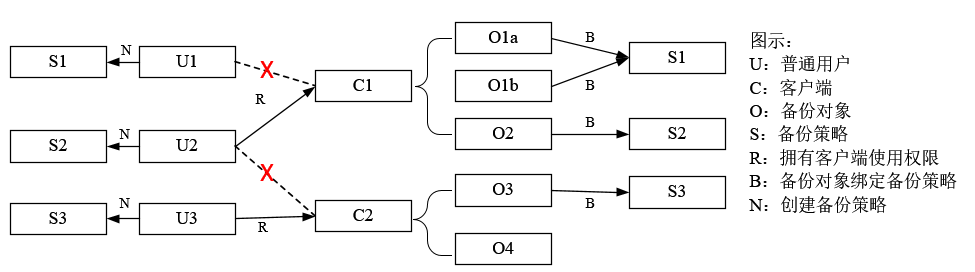 O1a
B
S1
S1
N
U1
X
C1
O1b
B
R
S2
N
U2
O2
B
S2
X
O3
B
S3
S3
N
U3
R
C2
O4
图示：
U：普通用户
C：客户端
O：备份对象
S：备份策略
R：拥有客户端使用权限
B：备份对象绑定备份策略
N：创建备份策略